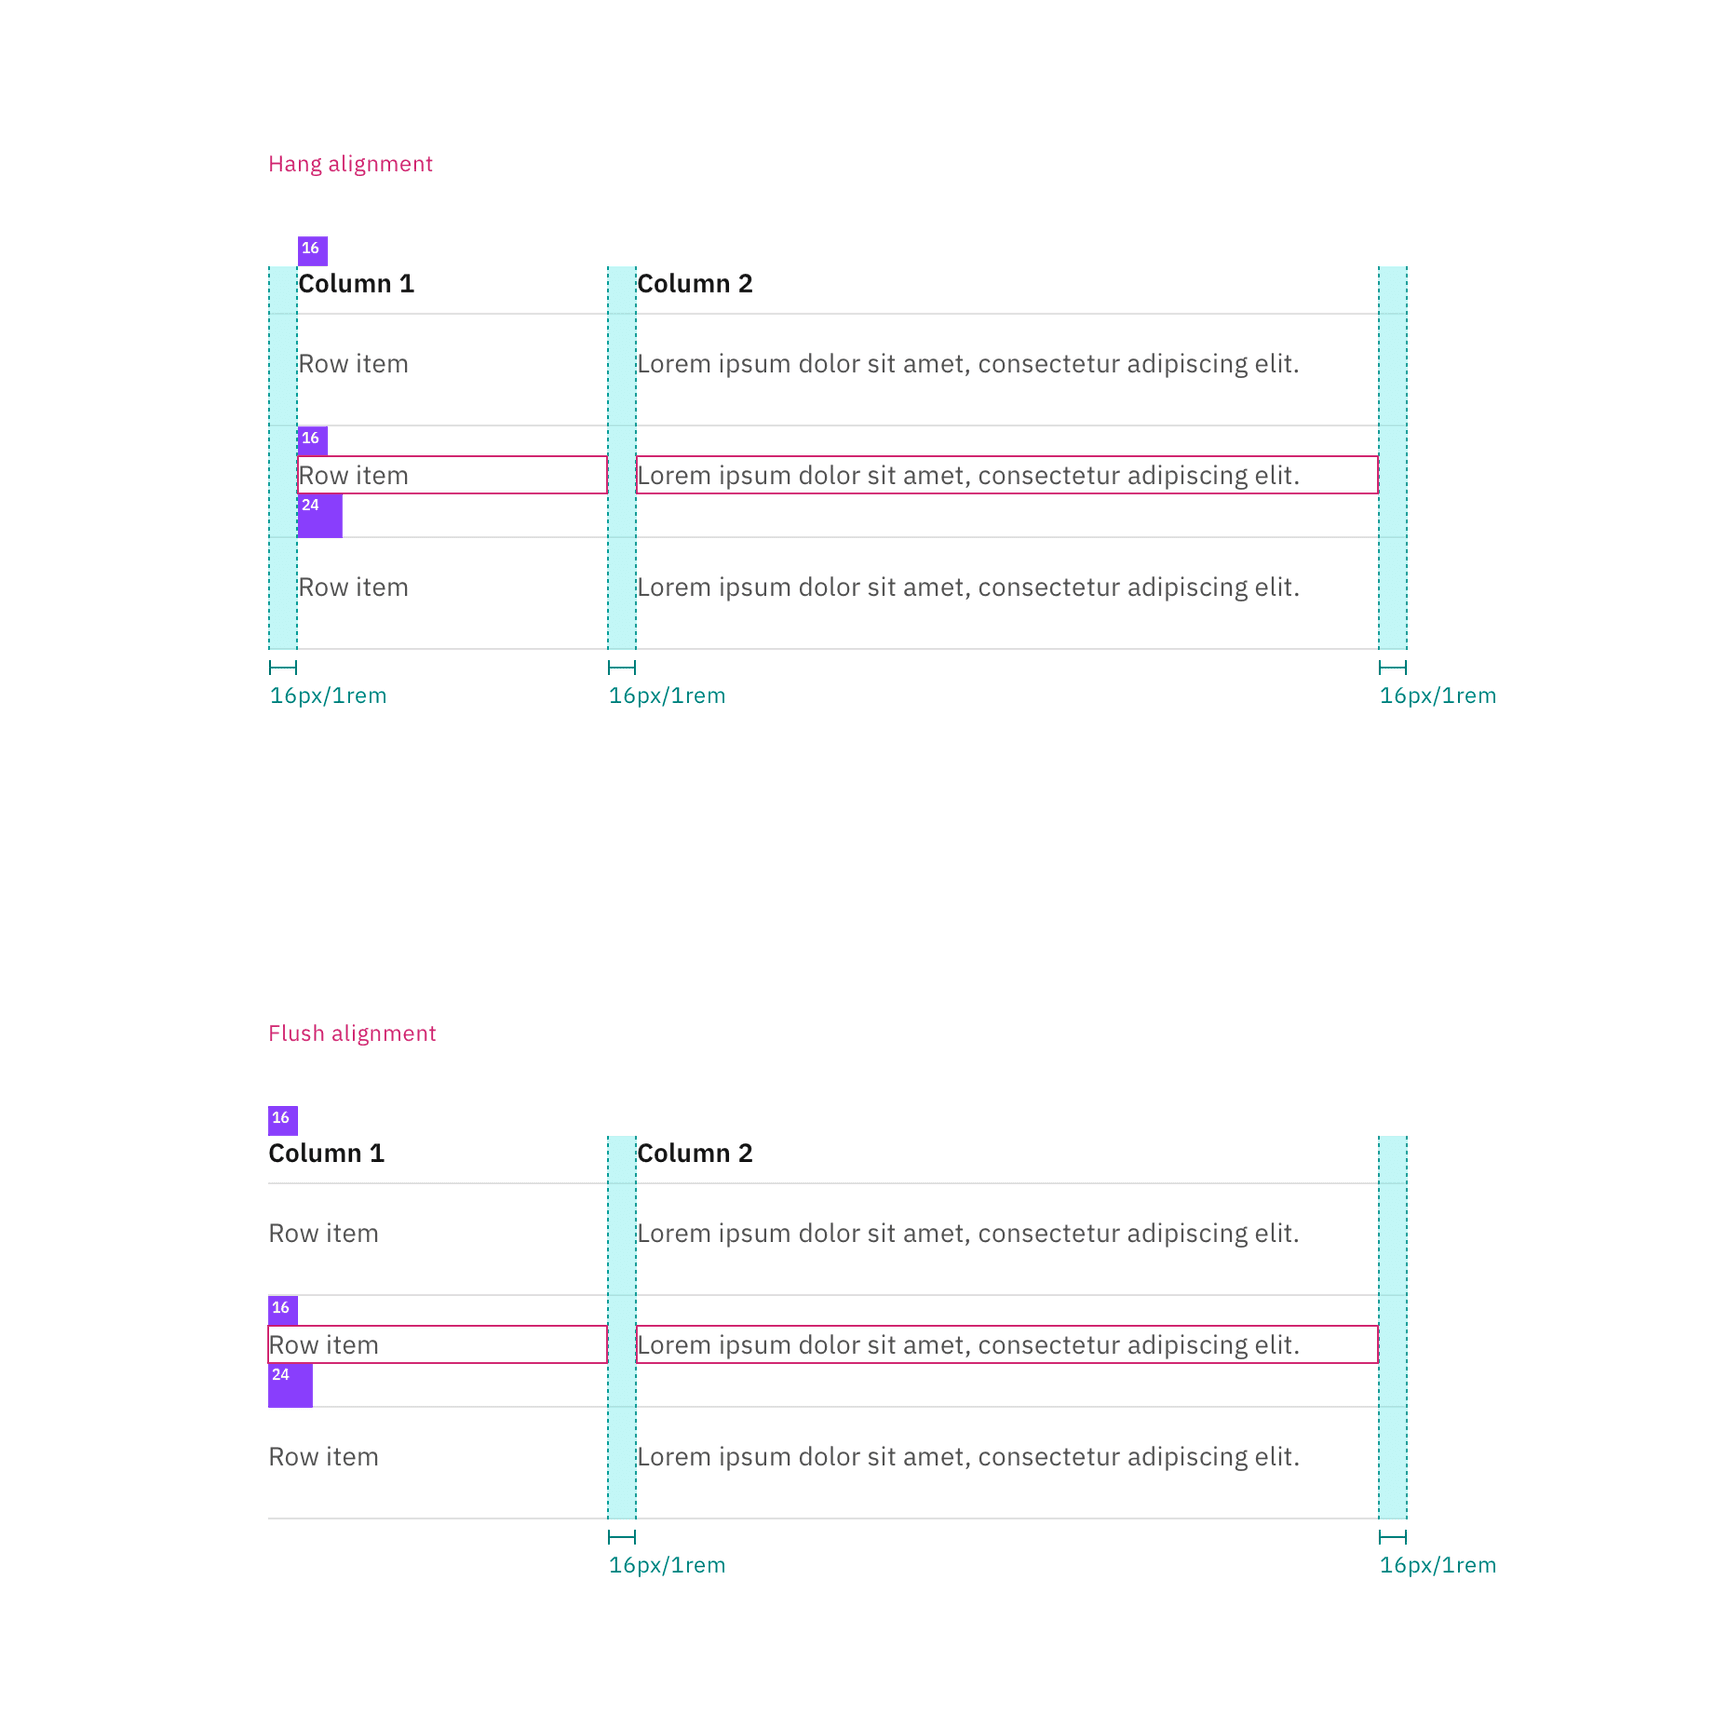 Hang alignment
16
Column 1 Column 2
Row item Lorem ipsum dolor sit amet, consectetur adipiscing elit.
16
Row item Lorem ipsum dolor sit amet, consectetur adipiscing elit.
24
Row item Lorem ipsum dolor sit amet, consectetur adipiscing elit.
16px/1rem 16px/1rem 16px/1rem
Flush alignment
16
Column 1 Column 2
Row item Lorem ipsum dolor sit amet, consectetur adipiscing elit.
16
Row item Lorem ipsum dolor sit amet, consectetur adipiscing elit.
24
Row item Lorem ipsum dolor sit amet, consectetur adipiscing elit.
16px/1rem 16px/1rem